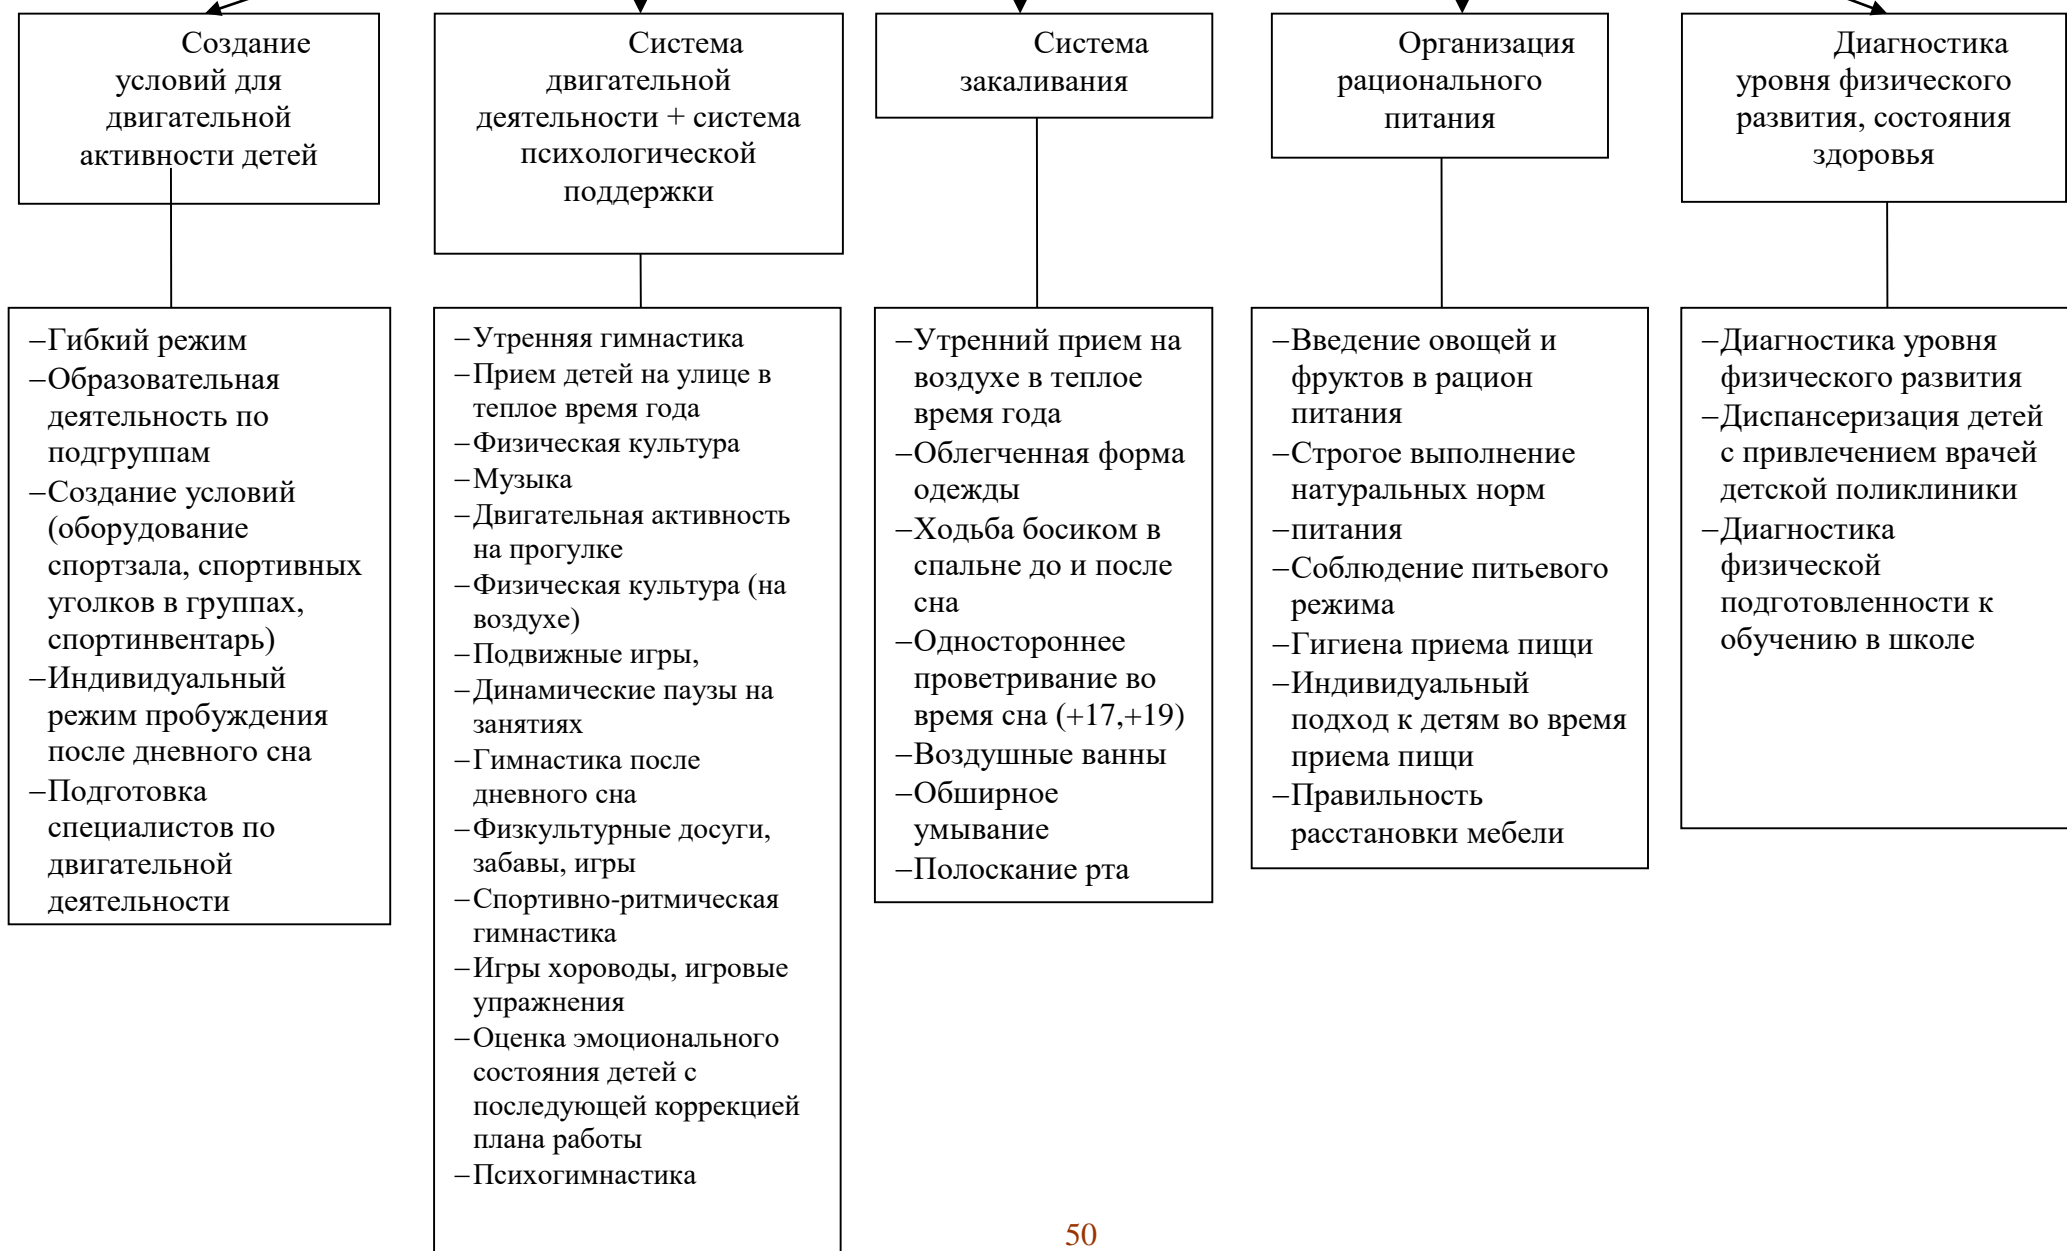 Создание
условий для
двигательной
активности детей
Система
двигательной
деятельности + система
психологической
поддержки
Система
закаливания
Организация
рационального
питания
Диагностика
уровня физического
развития, состояния
здоровья
–Гибкий режим
–Образовательная
деятельность по
подгруппам
–Создание условий
(оборудование
спортзала, спортивных
уголков в группах,
спортинвентарь)
–Индивидуальный
режим пробуждения
после дневного сна
–Подготовка
специалистов по
двигательной
деятельности
–Утренняя гимнастика
–Прием детей на улице в
теплое время года
–Физическая культура
–Музыка
–Двигательная активность
на прогулке
–Физическая культура (на
воздухе)
–Подвижные игры,
–Динамические паузы на
занятиях
–Гимнастика после
дневного сна
–Физкультурные досуги,
забавы, игры
–Спортивно-ритмическая
гимнастика
–Игры хороводы, игровые
упражнения
–Оценка эмоционального
состояния детей с
последующей коррекцией
плана работы
–Психогимнастика
–Утренний прием на
воздухе в теплое
время года
–Облегченная форма
одежды
–Ходьба босиком в
спальне до и после
сна
–Одностороннее
проветривание во
время сна (+17,+19)
–Воздушные ванны
–Обширное
умывание
–Полоскание рта
–Введение овощей и
фруктов в рацион
питания
–Строгое выполнение
натуральных норм
–питания
–Соблюдение питьевого
режима
–Гигиена приема пищи
–Индивидуальный
подход к детям во время
приема пищи
–Правильность
расстановки мебели
–Диагностика уровня
физического развития
–Диспансеризация детей
с привлечением врачей
детской поликлиники
–Диагностика
физической
подготовленности к
обучению в школе
50